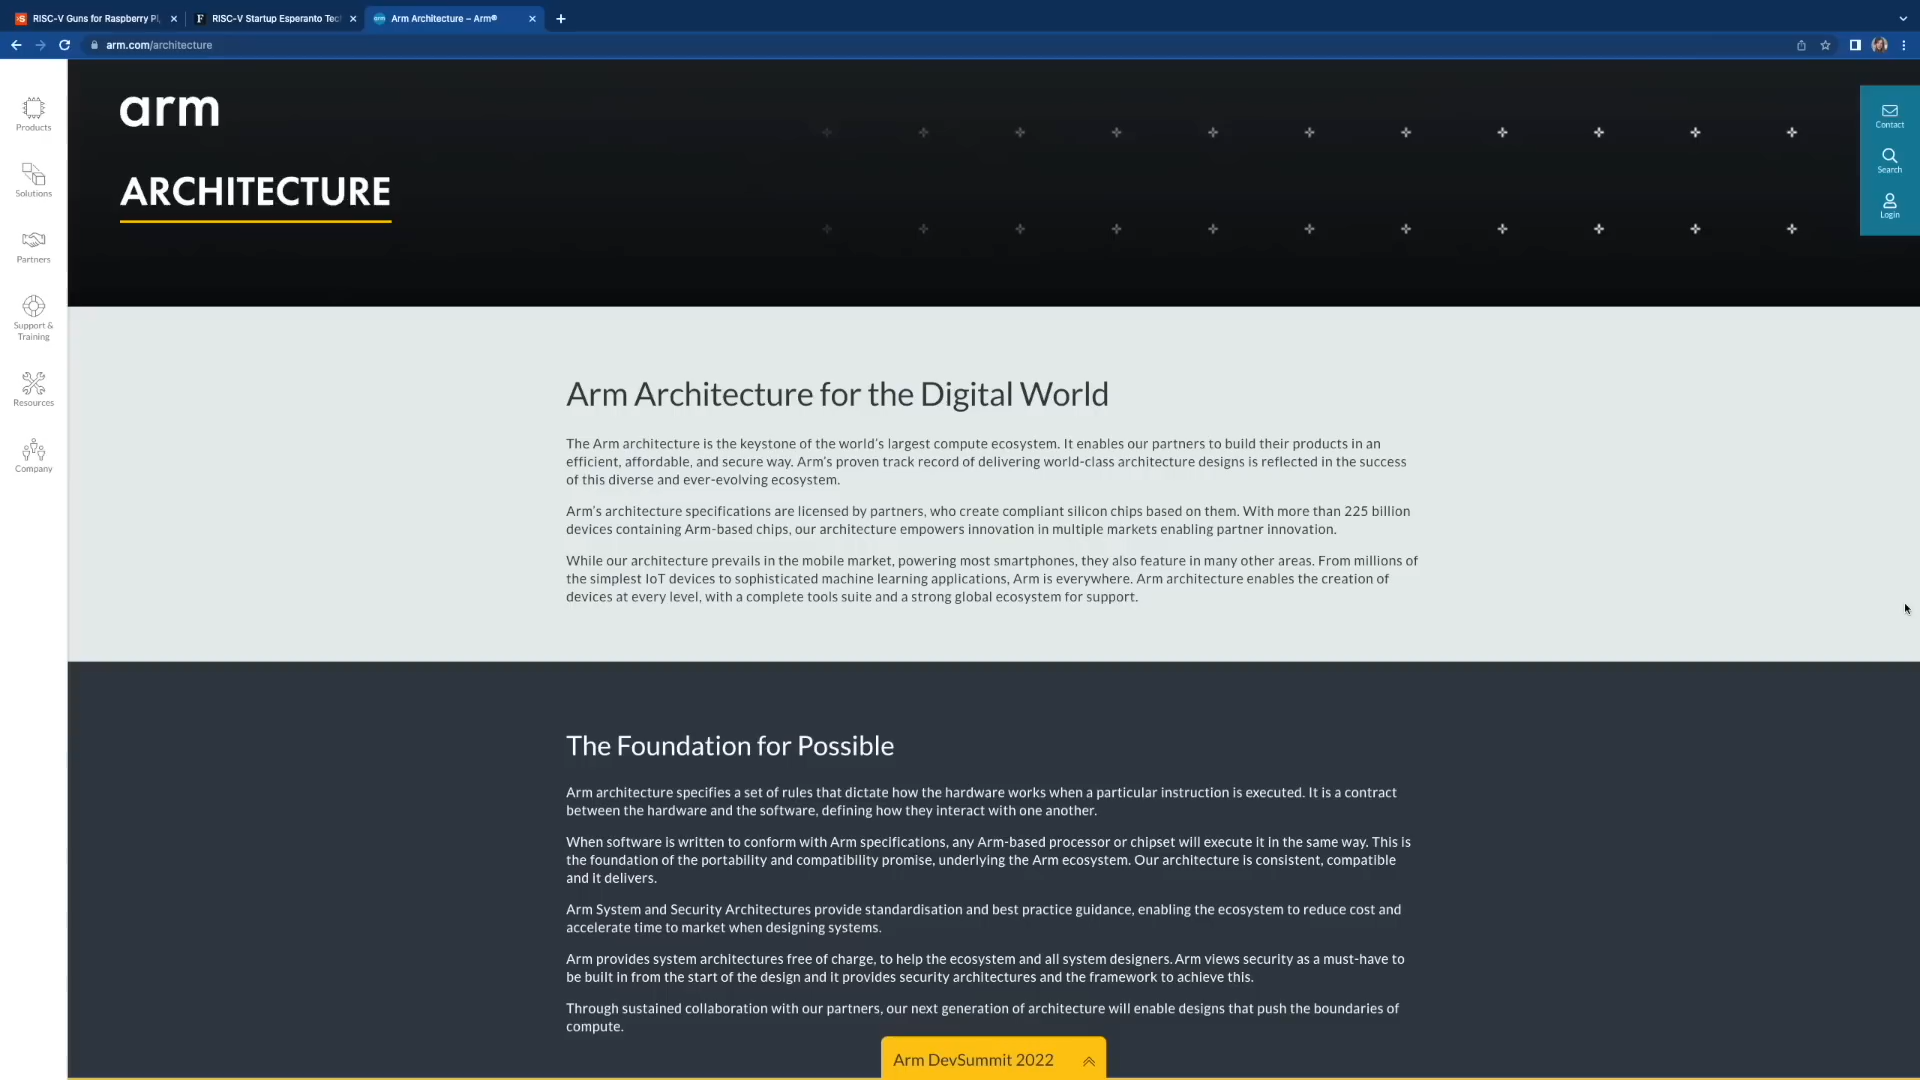 RISC-V Guns for Raspberry Pi
RISC-V Startup Esperanto Tec
Arm Architecture – Arm®
arm.com/architecture
arm
ARCHITECTURE
Products
Solutions
Partners
Support &
Training
Resources
Company
Contact
Search
Login
Arm Architecture for the Digital World
The Arm architecture is the keystone of the world's largest compute ecosystem. It enables our partners to build their products in an
efficient, affordable, and secure way. Arm's proven track record of delivering world-class architecture designs is reflected in the success
of this diverse and ever-evolving ecosystem.
Arm's architecture specifications are licensed by partners, who create compliant silicon chips based on them. With more than 225 billion
devices containing Arm-based chips, our architecture empowers innovation in multiple markets enabling partner innovation.
While our architecture prevails in the mobile market, powering most smartphones, they also feature in many other areas. From millions of
the simplest IoT devices to sophisticated machine learning applications, Arm is everywhere. Arm architecture enables the creation of
devices at every level, with a complete tools suite and a strong global ecosystem for support.
The Foundation for Possible
Arm architecture specifies a set of rules that dictate how the hardware works when a particular instruction is executed. It is a contract
between the hardware and the software, defining how they interact with one another.
When software is written to conform with Arm specifications, any Arm-based processor or chipset will execute it in the same way. This is
the foundation of the portability and compatibility promise, underlying the Arm ecosystem. Our architecture is consistent, compatible
and it delivers.
Arm System and Security Architectures provide standardisation and best practice guidance, enabling the ecosystem to reduce cost and
accelerate time to market when designing systems.
Arm provides system architectures free of charge, to help the ecosystem and all system designers. Arm views security as a must-have to
be built in from the start of the design and it provides security architectures and the framework to achieve this.
Through sustained collaboration with our partners, our next generation of architecture will enable designs that push the boundaries of
compute.
Arm DevSummit 2022